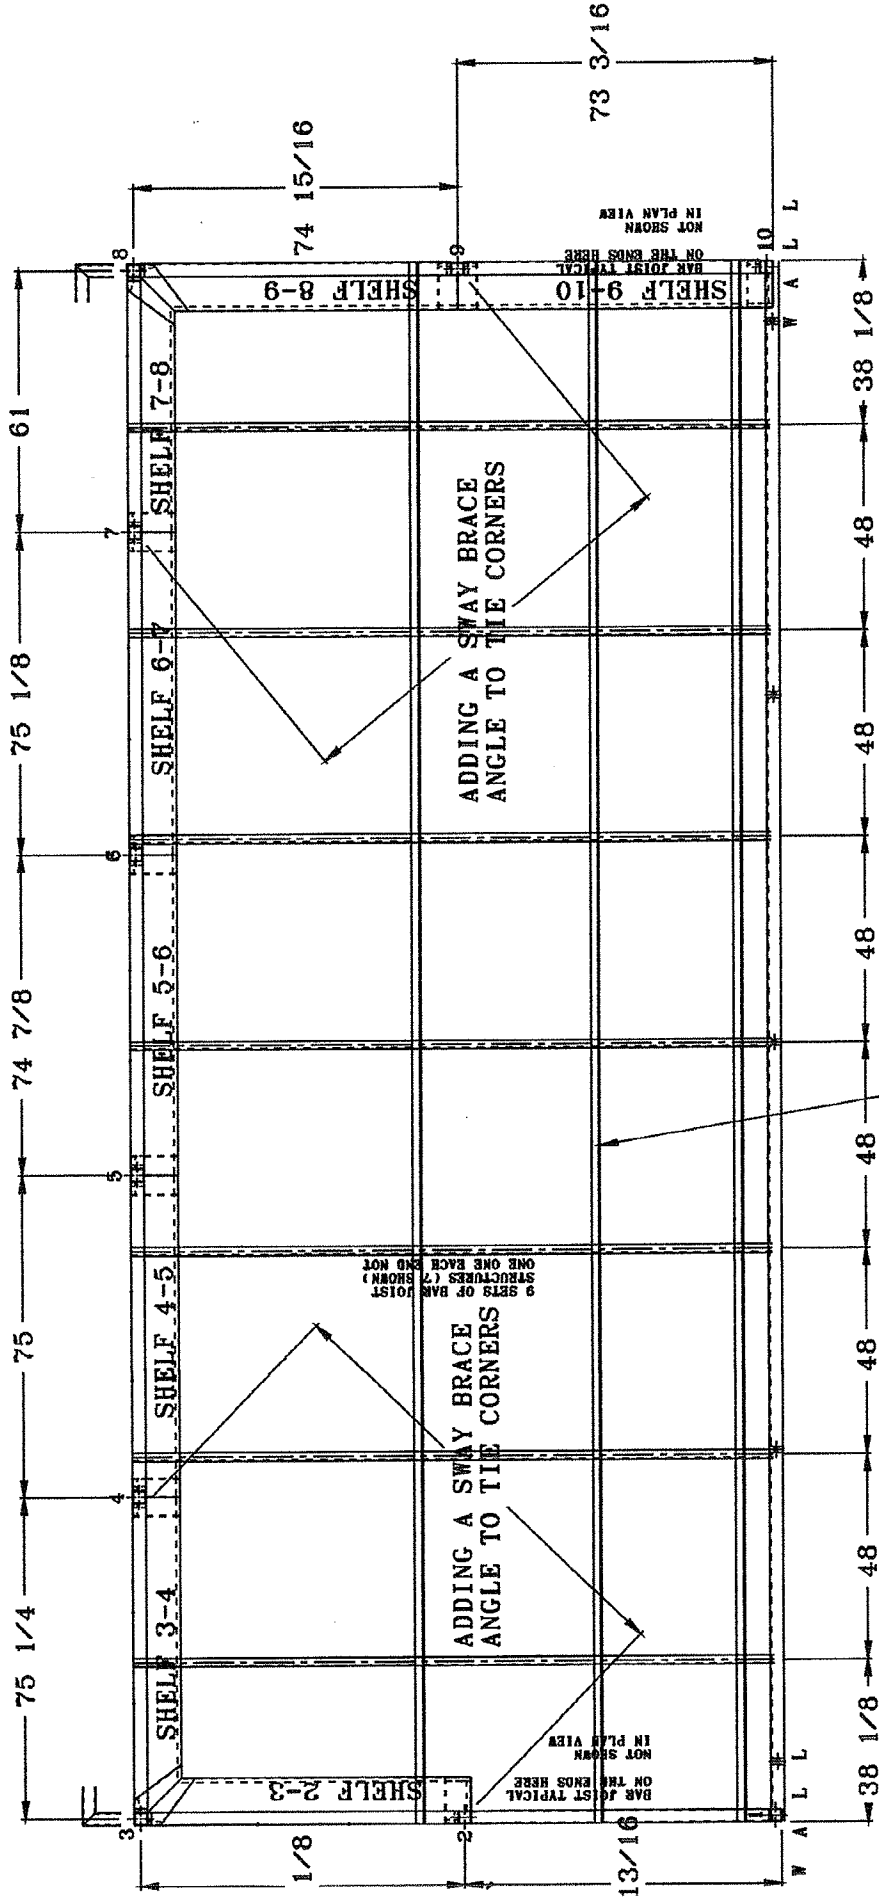 75 1/4
75
74 7/8
75 1/8
61
3
4
5
6
7
8
SHELF 3-4
SHELF 4-5
SHELF 5-6
SHELF 6-7
SHELF 7-8
1/8
SHELF 2-3
2
13/16
74 15/16
SHELF 8-9
9
73 3/16
SHELF 9-10
10
ADDING A SWAY BRACE
ANGLE TO TIE CORNERS
ADDING A SWAY BRACE
ANGLE TO TIE CORNERS
9 SETS OF BAR JOIST
STRUCTURES (7 SHOWN)
ONE ONE EACH END NOT
BAR JOIST TYPICAL
ON THE ENDS HERE
NOT SHOWN
IN PLAN VIEW
BAR JOIST TYPICAL
ON THE ENDS HERE
NOT SHOWN
IN PLAN VIEW
1
W A L L
W A L L
38 1/8
48
48
48
48
48
48
38 1/8